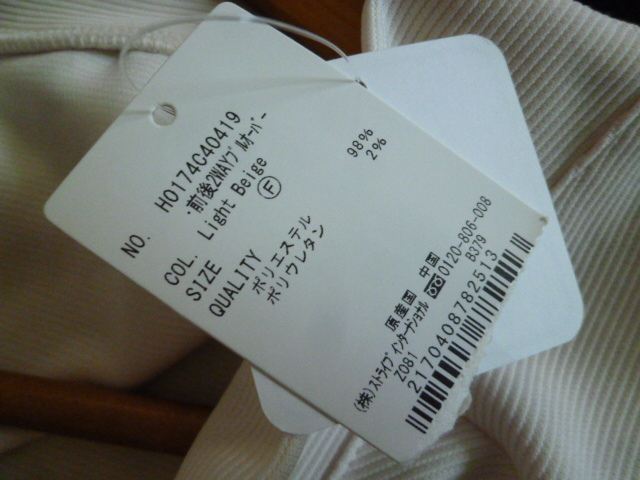 NO. H0174C40419
・前後2WAYプルオーバー
COL. Light Beige
SIZE Ⓕ
QUALITY
ポリエステル 98%
ポリウレタン 2%
原産国 中国
(株)ストライプインターナショナル 0120-806-008
Z081 B379
2170408782513